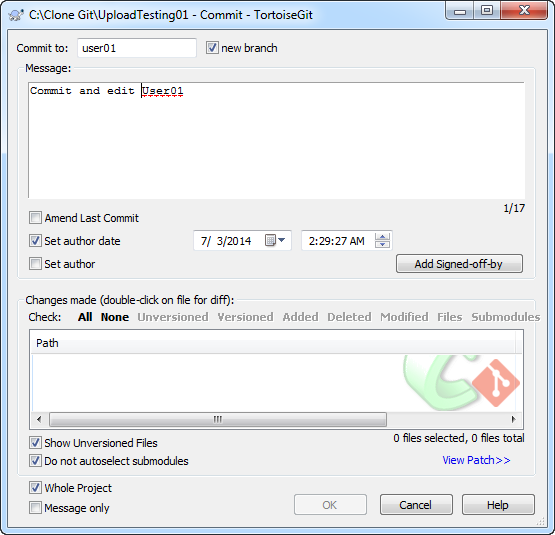 C:\Clone Git\UploadTesting01 - Commit - TortoiseGit
Commit to: user01 new branch
Message:
Commit and edit User01
1/17
Amend Last Commit
Set author date 7/ 3/2014 2:29:27 AM
Set author Add Signed-off-by
Changes made (double-click on file for diff):
Check: All None Unversioned Versioned Added Deleted Modified Files Submodules
Path
0 files selected, 0 files total
Show Unversioned Files
Do not autoselect submodules View Patch>>
Whole Project
Message only
OK Cancel Help